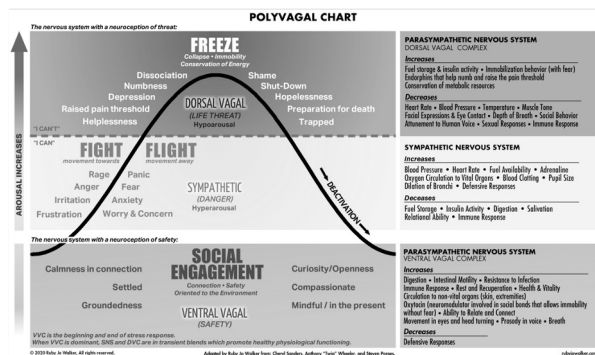 POLYVAGAL CHART
The nervous system with a neuroception of threat:
FREEZE
Collapse • Immobility
Conservation of Energy
Dissociation
Numbness
Depression
Raised pain threshold
Helplessness
Shame
Shut-Down
Hopelessness
Preparation for death
Trapped
DORSAL VAGAL
(LIFE THREAT)
Hypoarousal
"I CAN'T"
"I CAN"
FIGHT
movement towards
FLIGHT
movement away
Rage
Anger
Irritation
Frustration
Panic
Fear
Anxiety
Worry & Concern
SYMPATHETIC
(DANGER)
Hyperarousal
AROUSAL INCREASES
DEACTIVATION
The nervous system with a neuroception of safety:
SOCIAL
ENGAGEMENT
Connection • Safety
Oriented to the Environment
Calmness in connection
Settled
Groundedness
Curiosity/Openness
Compassionate
Mindful / in the present
VENTRAL VAGAL
(SAFETY)
VVC is the beginning and end of stress response.
When VVC is dominant, SNS and DVC are in transient blends which promote healthy physiological functioning.
PARASYMPATHETIC NERVOUS SYSTEM
DORSAL VAGAL COMPLEX
Increases
Fuel storage & insulin activity • Immobilization behavior (with fear)
Endorphins that help numb and raise the pain threshold
Conservation of metabolic resources
Decreases
Heart Rate • Blood Pressure • Temperature • Muscle Tone
Facial Expressions & Eye Contact • Depth of Breath • Social Behavior
Attunement to Human Voice • Sexual Responses • Immune Response
SYMPATHETIC NERVOUS SYSTEM
Increases
Blood Pressure • Heart Rate • Fuel Availability • Adrenaline
Oxygen Circulation to Vital Organs • Blood Clotting • Pupil Size
Dilation of Bronchi • Defensive Responses
Deceases
Fuel Storage • Insulin Activity • Digestion • Salivation
Relational Ability • Immune Response
PARASYMPATHETIC NERVOUS SYSTEM
VENTRAL VAGAL COMPLEX
Increases
Digestion • Intestinal Motility • Resistance to Infection
Immune Response • Rest and Recuperation • Health & Vitality
Circulation to non-vital organs (skin, extremities)
Oxytocin (neuromodulator involved in social bonds that allows immobility
without fear) • Ability to Relate and Connect
Movement in eyes and head turning • Prosody in voice • Breath
Decreases
Defensive Responses
© 2020 Ruby Jo Walker. All rights reserved.
Adapted by Ruby Jo Walker from: Cheryl Sanders, Anthony "Twig" Wheeler, and Steven Porges.
rubyjowalker.com